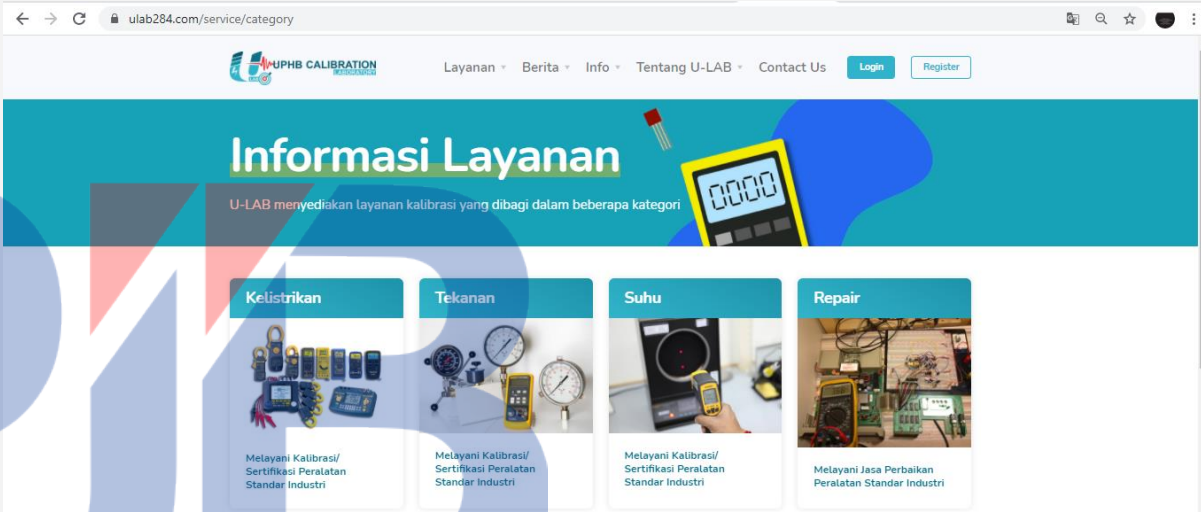 ulab284.com/service/category
UPHB CALIBRATION
LABORATORY
Layanan Berita Info Tentang U-LAB Contact Us Login Register
Informasi Layanan
U-LAB menyediakan layanan kalibrasi yang dibagi dalam beberapa kategori
0000
Kelistrikan
Tekanan
Suhu
Repair
Melayani Kalibrasi/
Sertifikasi Peralatan
Standar Industri
Melayani Kalibrasi/
Sertifikasi Peralatan
Standar Industri
Melayani Kalibrasi/
Sertifikasi Peralatan
Standar Industri
Melayani Jasa Perbaikan
Peralatan Standar Industri